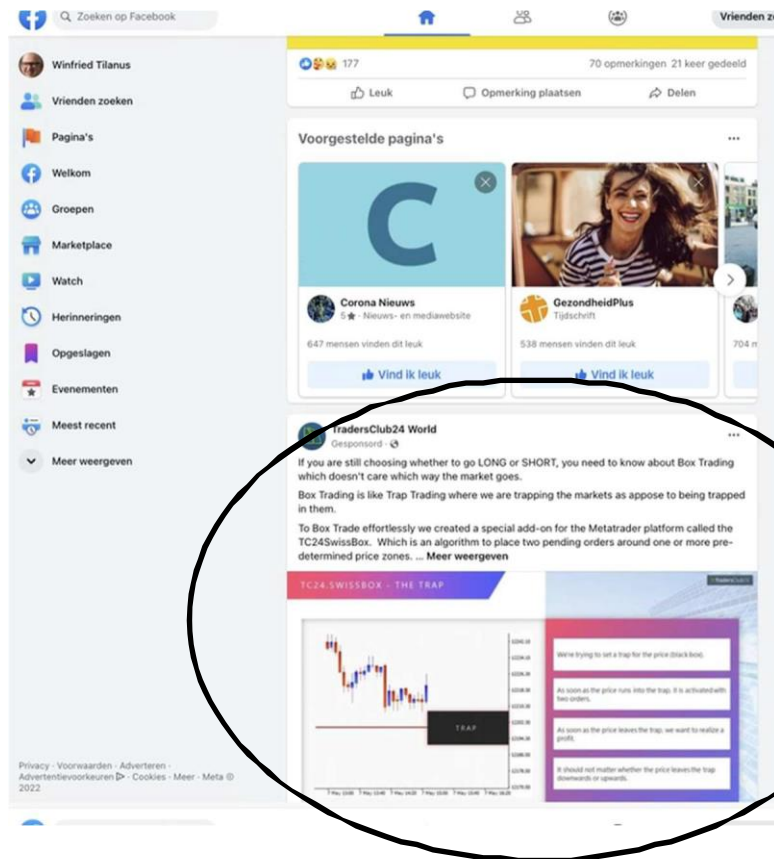 Zoeken op Facebook
Vrienden zo
Winfried Tilanus
Vrienden zoeken
Pagina's
Welkom
Groepen
Marketplace
Watch
Herinneringen
Opgeslagen
Evenementen
Meest recent
Meer weergeven
Privacy · Voorwaarden · Adverteren ·
Advertentievoorkeuren · Cookies · Meer · Meta ©
2022
177
70 opmerkingen 21 keer gedeeld
Leuk
Opmerking plaatsen
Delen
Voorgestelde pagina's
C
Corona Nieuws
5★ · Nieuws- en mediawebsite
647 mensen vinden dit leuk
Vind ik leuk
GezondheidPlus
Tijdschrift
538 mensen vinden dit leuk
Vind ik leuk
704 m
TradersClub24 World
Gesponsord ·
If you are still choosing whether to go LONG or SHORT, you need to know about Box Trading
which doesn't care which way the market goes.
Box Trading is like Trap Trading where we are trapping the markets as appose to being trapped
in them.
To Box Trade effortlessly we created a special add-on for the Metatrader platform called the
TC24SwissBox. Which is an algorithm to place two pending orders around one or more pre-
determined price zones. ... Meer weergeven
TC24.SWISSBOX - THE TRAP
TRAP
We're trying to set a trap for the price (black box).
As soon as the price runs into the trap, it is activated with
two orders.
As soon as the price leaves the trap, we want to realize a
profit.
It should not matter whether the price leaves the trap
downwards or upwards.